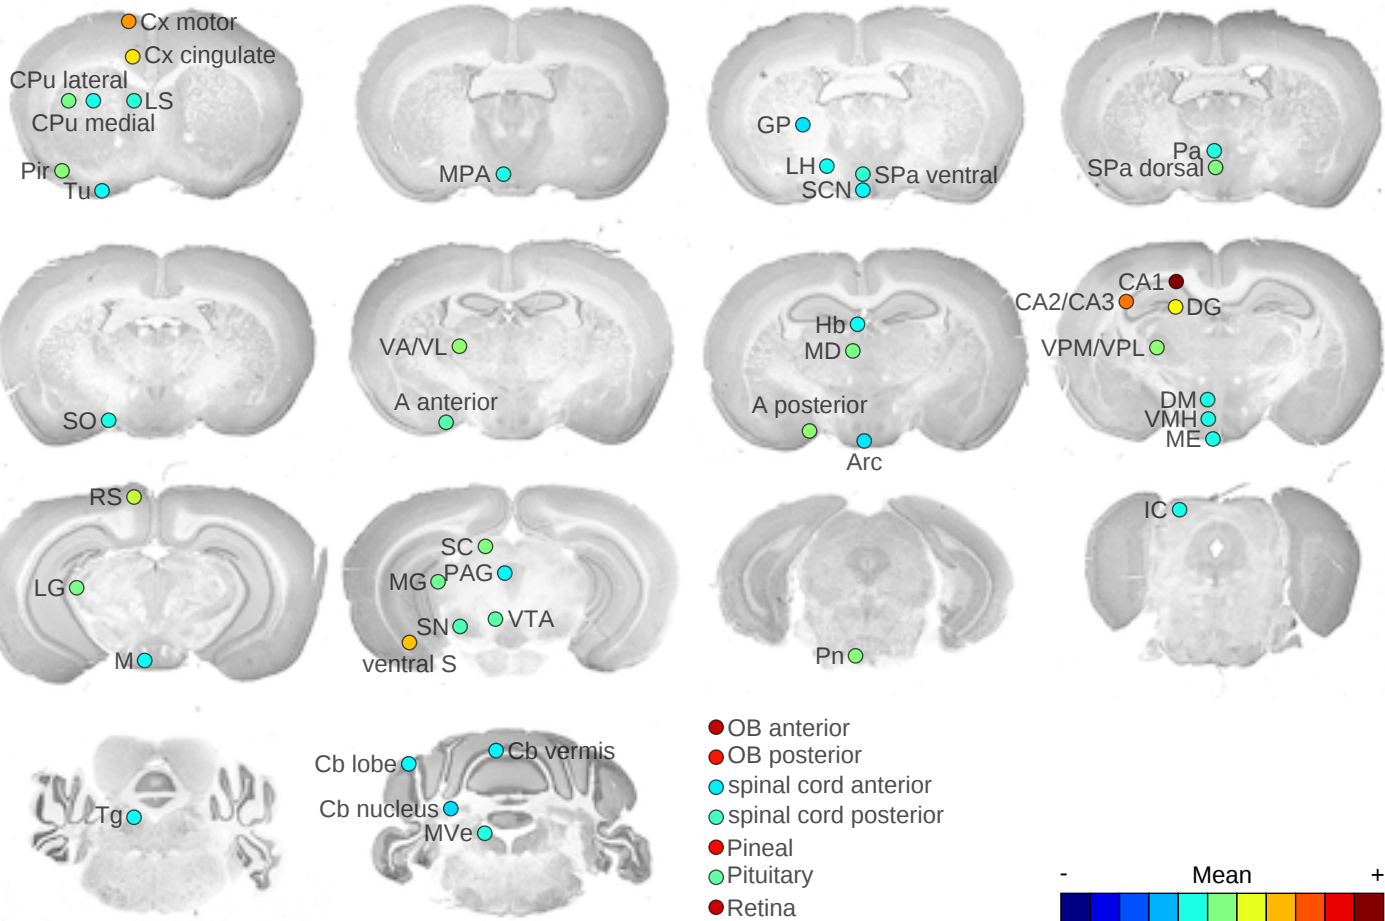 Cx motor
Cx cingulate
CPu lateral
LS
CPu medial
Pir
Tu
MPA
GP
LH
SPa ventral
SCN
Pa
SPa dorsal
SO
VA/VL
A anterior
Hb
MD
A posterior
Arc
CA1
CA2/CA3
DG
VPM/VPL
DM
VMH
ME
RS
LG
M
SC
MG
PAG
SN
VTA
ventral S
Pn
IC
Tg
Cb lobe
Cb vermis
Cb nucleus
MVe
OB anterior
OB posterior
spinal cord anterior
spinal cord posterior
Pineal
Pituitary
Retina
- Mean +